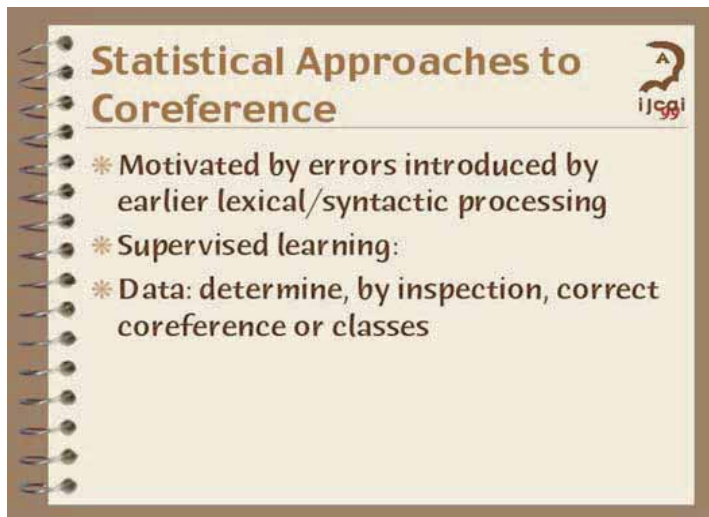 Statistical Approaches to
Coreference
A
ijcai
99
Motivated by errors introduced by
earlier lexical/syntactic processing
Supervised learning:
Data: determine, by inspection, correct
coreference or classes